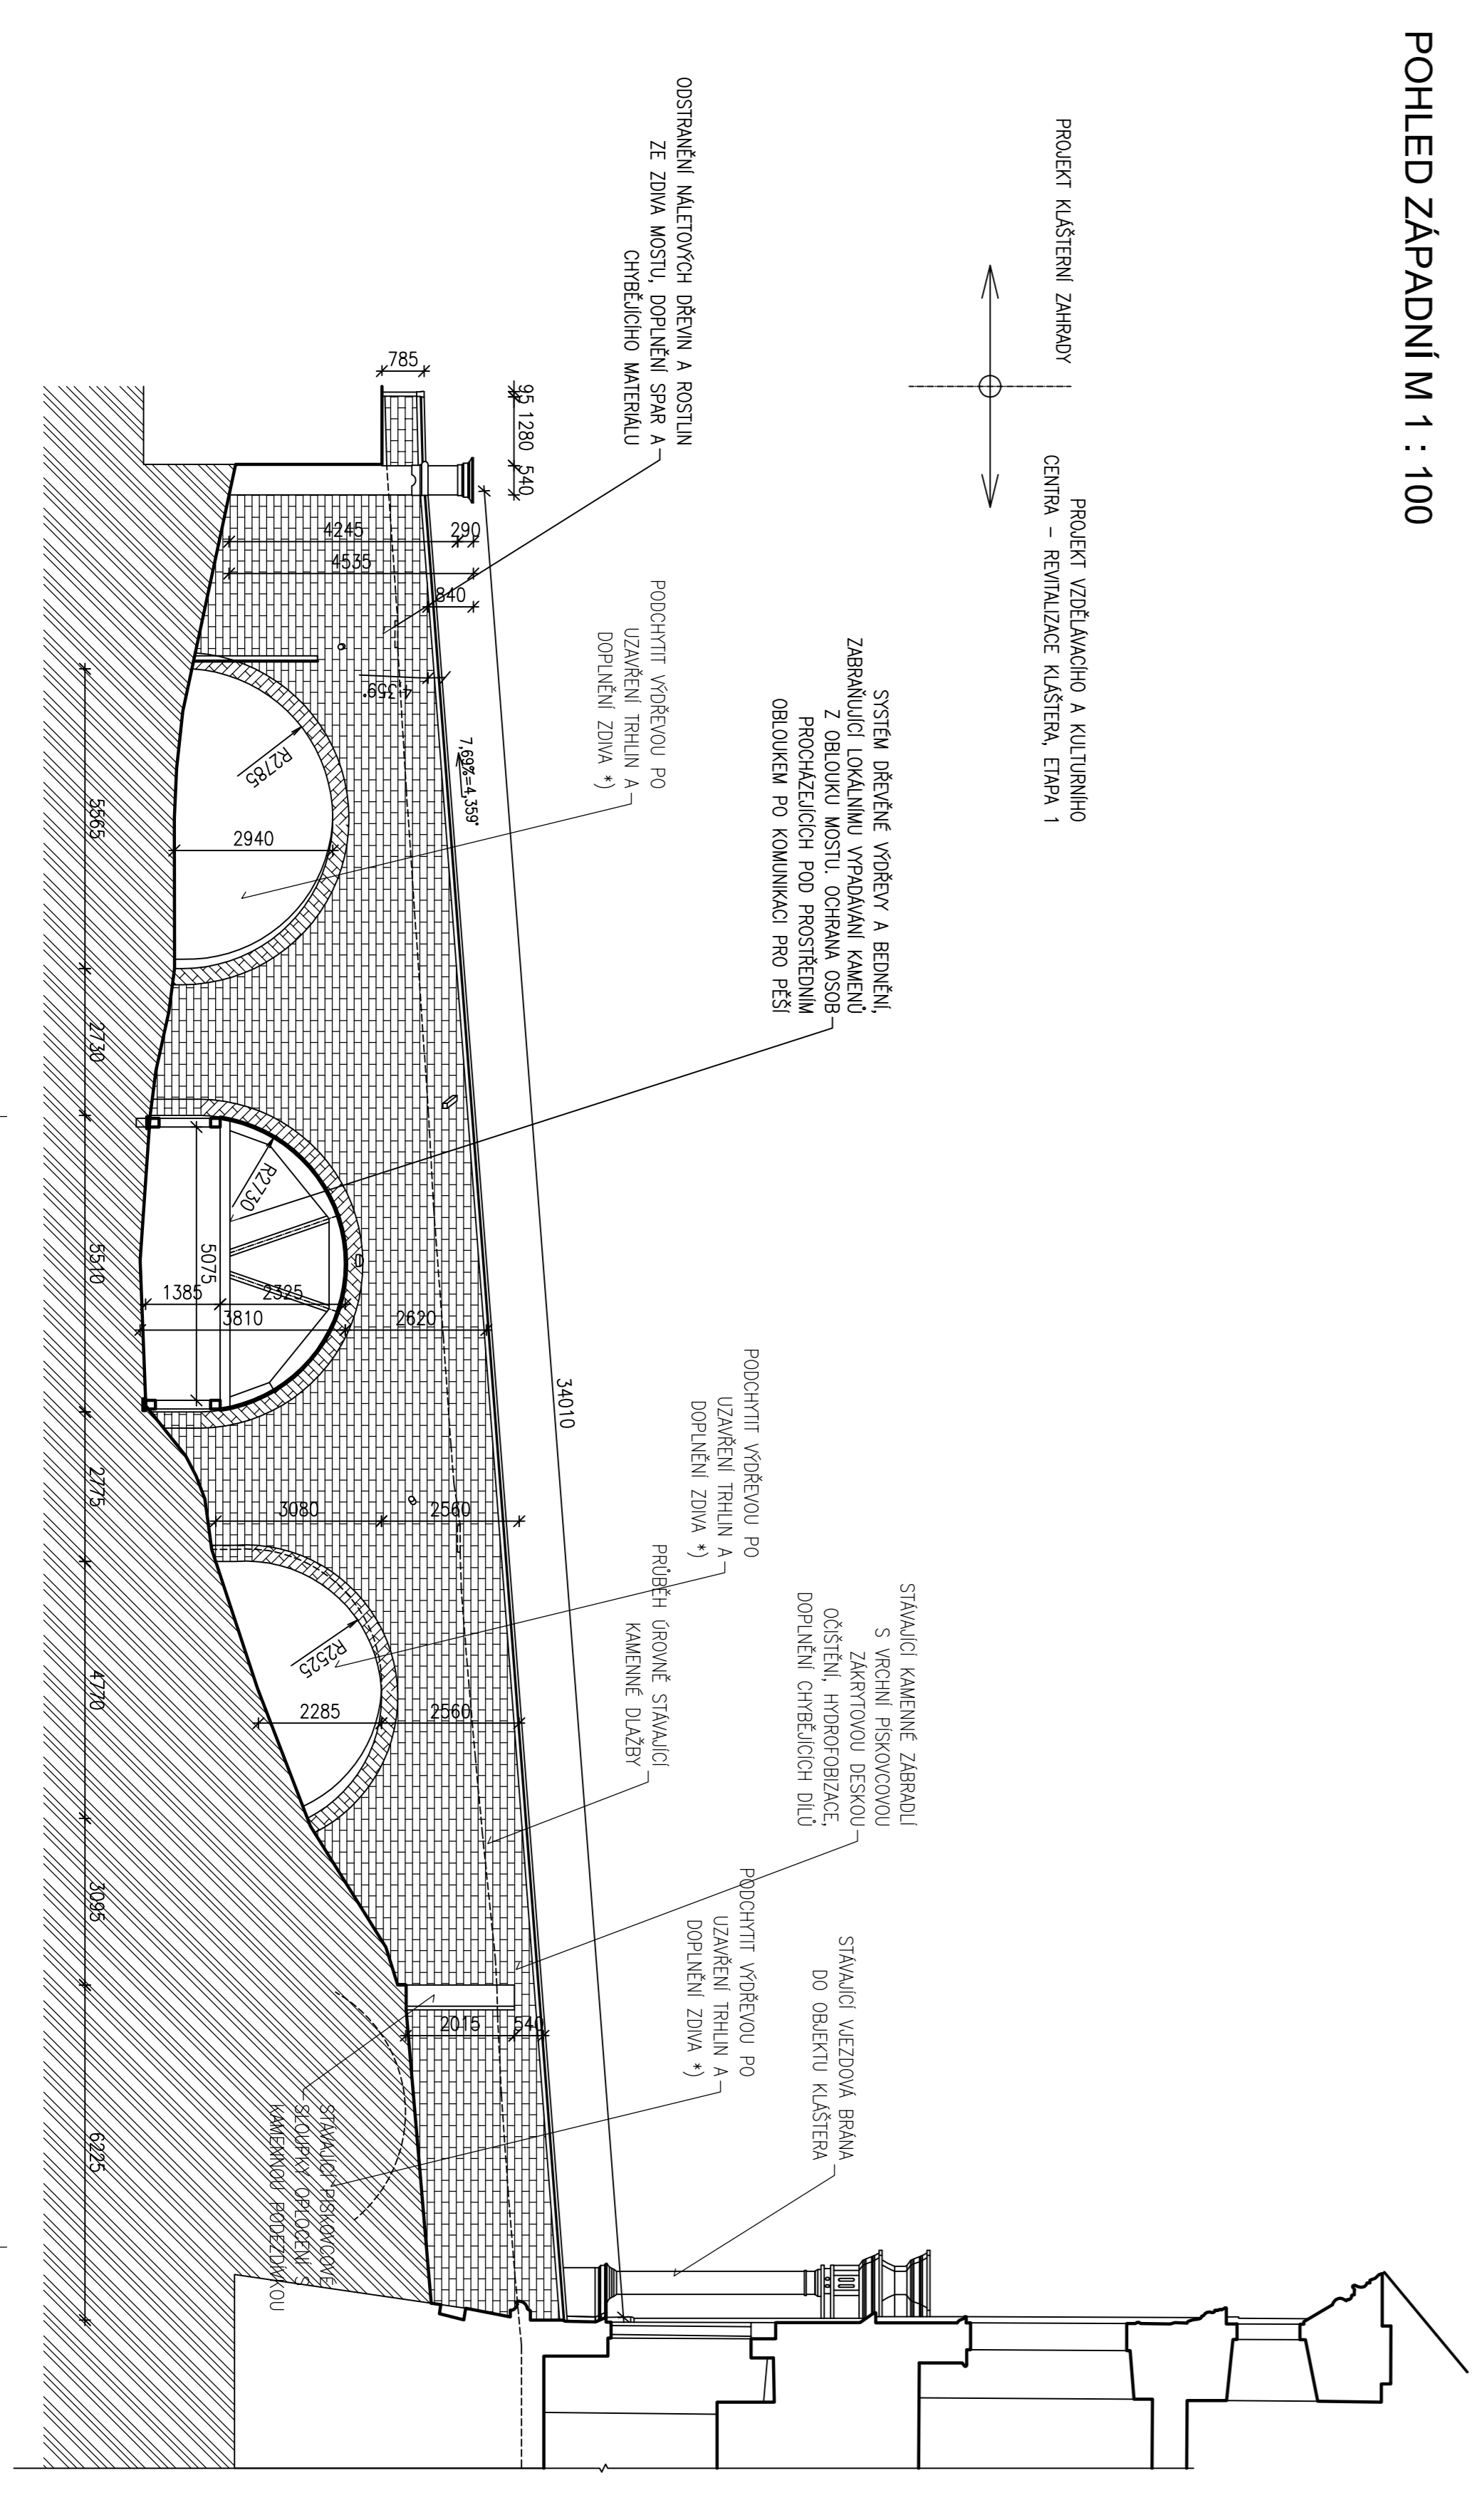 POHLED ZÁPADNÍ M 1 : 100
PROJEKT KLÁŠTERNÍ ZAHRADY
PROJEKT VZDĚLÁVACÍHO A KULTURNÍHO
CENTRA – REVITALIZACE KLÁŠTERA, ETAPA 1
ODSTRANĚNÍ NÁLETOVÝCH DŘEVIN A ROSTLIN
ZE ZDIVA MOSTU, DOPLNĚNÍ SPAR A
CHYBĚJÍCÍHO MATERIÁLU
PODCHYTIT VÝDŘEVOU PO
UZAVŘENÍ TRHLIN A
DOPLNĚNÍ ZDIVA *)
SYSTÉM DŘEVĚNÉ VÝDŘEVY A BEDNĚNÍ,
ZABRAŇUJÍCÍ LOKÁLNÍMU VYPADÁVÁNÍ KAMENŮ
Z OBLOUKU MOSTU. OCHRANA OSOB
PROCHÁZEJÍCÍCH POD PROSTŘEDNÍM
OBLOUKEM PO KOMUNIKACI PRO PĚŠÍ
PODCHYTIT VÝDŘEVOU PO
UZAVŘENÍ TRHLIN A
DOPLNĚNÍ ZDIVA *)
PRŮBĚH ÚROVNĚ STÁVAJÍCÍ
KAMENNÉ DLAŽBY
STÁVAJÍCÍ KAMENNÉ ZÁBRADLÍ
S VRCHNÍ PÍSKOVCOVOU
ZÁKRYTOVOU DESKOU
OČIŠTĚNÍ, HYDROFOBIZACE,
DOPLNĚNÍ CHYBĚJÍCÍCH DÍLŮ
PODCHYTIT VÝDŘEVOU PO
UZAVŘENÍ TRHLIN A
DOPLNĚNÍ ZDIVA *)
STÁVAJÍCÍ VJEZDOVÁ BRÁNA
DO OBJEKTU KLÁŠTERA
STÁVAJÍCÍ PÍSKOVCOVÉ
SLOUPKY OPLOCENÍ S
KAMENNOU PODEZDÍVKOU
785
95 1280 540
290
4245
4535
840
4,359°
7,69%=4,359°
34010
R2785
2940
R2730
5075
1385
2325
3810
2620
3080
2560
R2525
2285
2560
2015
540
5565
2730
5510
2775
4770
3095
6225